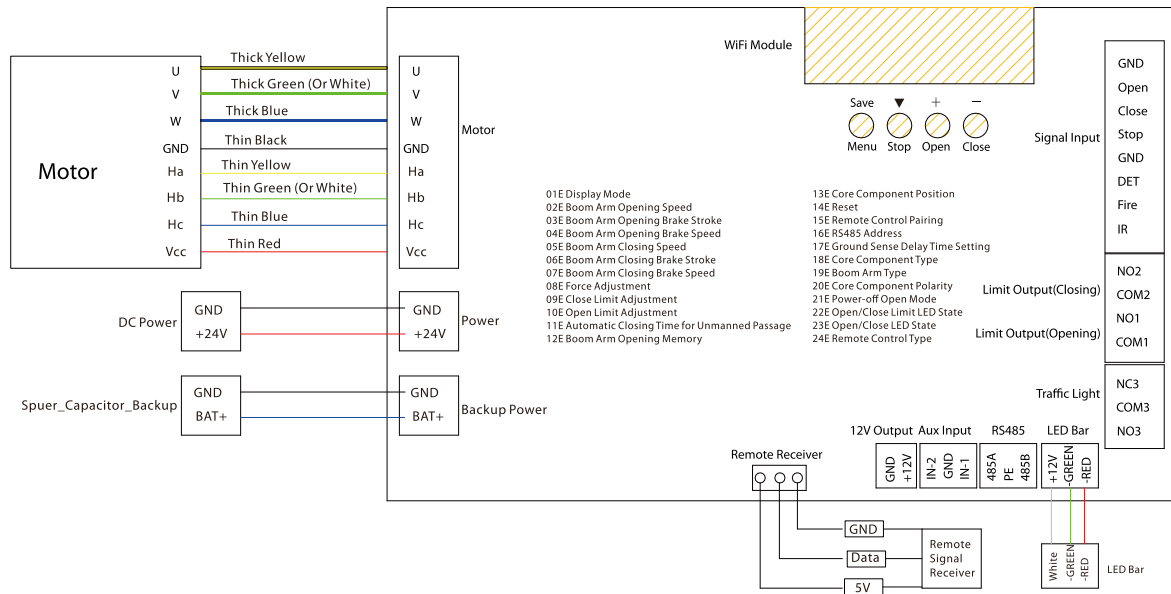 WiFi Module
Save ▼ + −
Menu Stop Open Close
Motor
U
V
W
GND
Ha
Hb
Hc
Vcc
Thick Yellow
Thick Green (Or White)
Thick Blue
Thin Black
Thin Yellow
Thin Green (Or White)
Thin Blue
Thin Red
U
V
W
GND
Ha
Hb
Hc
Vcc
Motor
DC Power
GND
+24V
GND
+24V
Power
Spuer_Capacitor_Backup
GND
BAT+
GND
BAT+
Backup Power
01E Display Mode
02E Boom Arm Opening Speed
03E Boom Arm Opening Brake Stroke
04E Boom Arm Opening Brake Speed
05E Boom Arm Closing Speed
06E Boom Arm Closing Brake Stroke
07E Boom Arm Closing Brake Speed
08E Force Adjustment
09E Close Limit Adjustment
10E Open Limit Adjustment
11E Automatic Closing Time for Unmanned Passage
12E Boom Arm Opening Memory
13E Core Component Position
14E Reset
15E Remote Control Pairing
16E RS485 Address
17E Ground Sense Delay Time Setting
18E Core Component Type
19E Boom Arm Type
20E Core Component Polarity
21E Power-off Open Mode
22E Open/Close Limit LED State
23E Open/Close LED State
24E Remote Control Type
Signal Input
GND
Open
Close
Stop
GND
DET
Fire
IR
Limit Output(Closing)
NO2
COM2
Limit Output(Opening)
NO1
COM1
Traffic Light
NC3
COM3
NO3
12V Output
GND
+12V
Aux Input
IN-2
GND
IN-1
RS485
485A
PE
485B
LED Bar
+12V
-GREEN
-RED
Remote Receiver
GND
Data
5V
Remote
Signal
Receiver
White
-GREEN
-RED
LED Bar